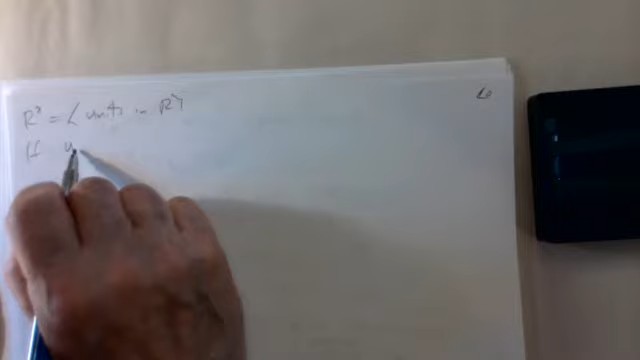 R* = { units in R }
If u